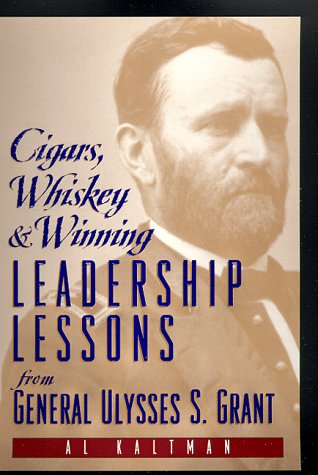 Cigars,
Whiskey
& Winning
LEADERSHIP
LESSONS
from
GENERAL ULYSSES S. GRANT
AL KALTMAN